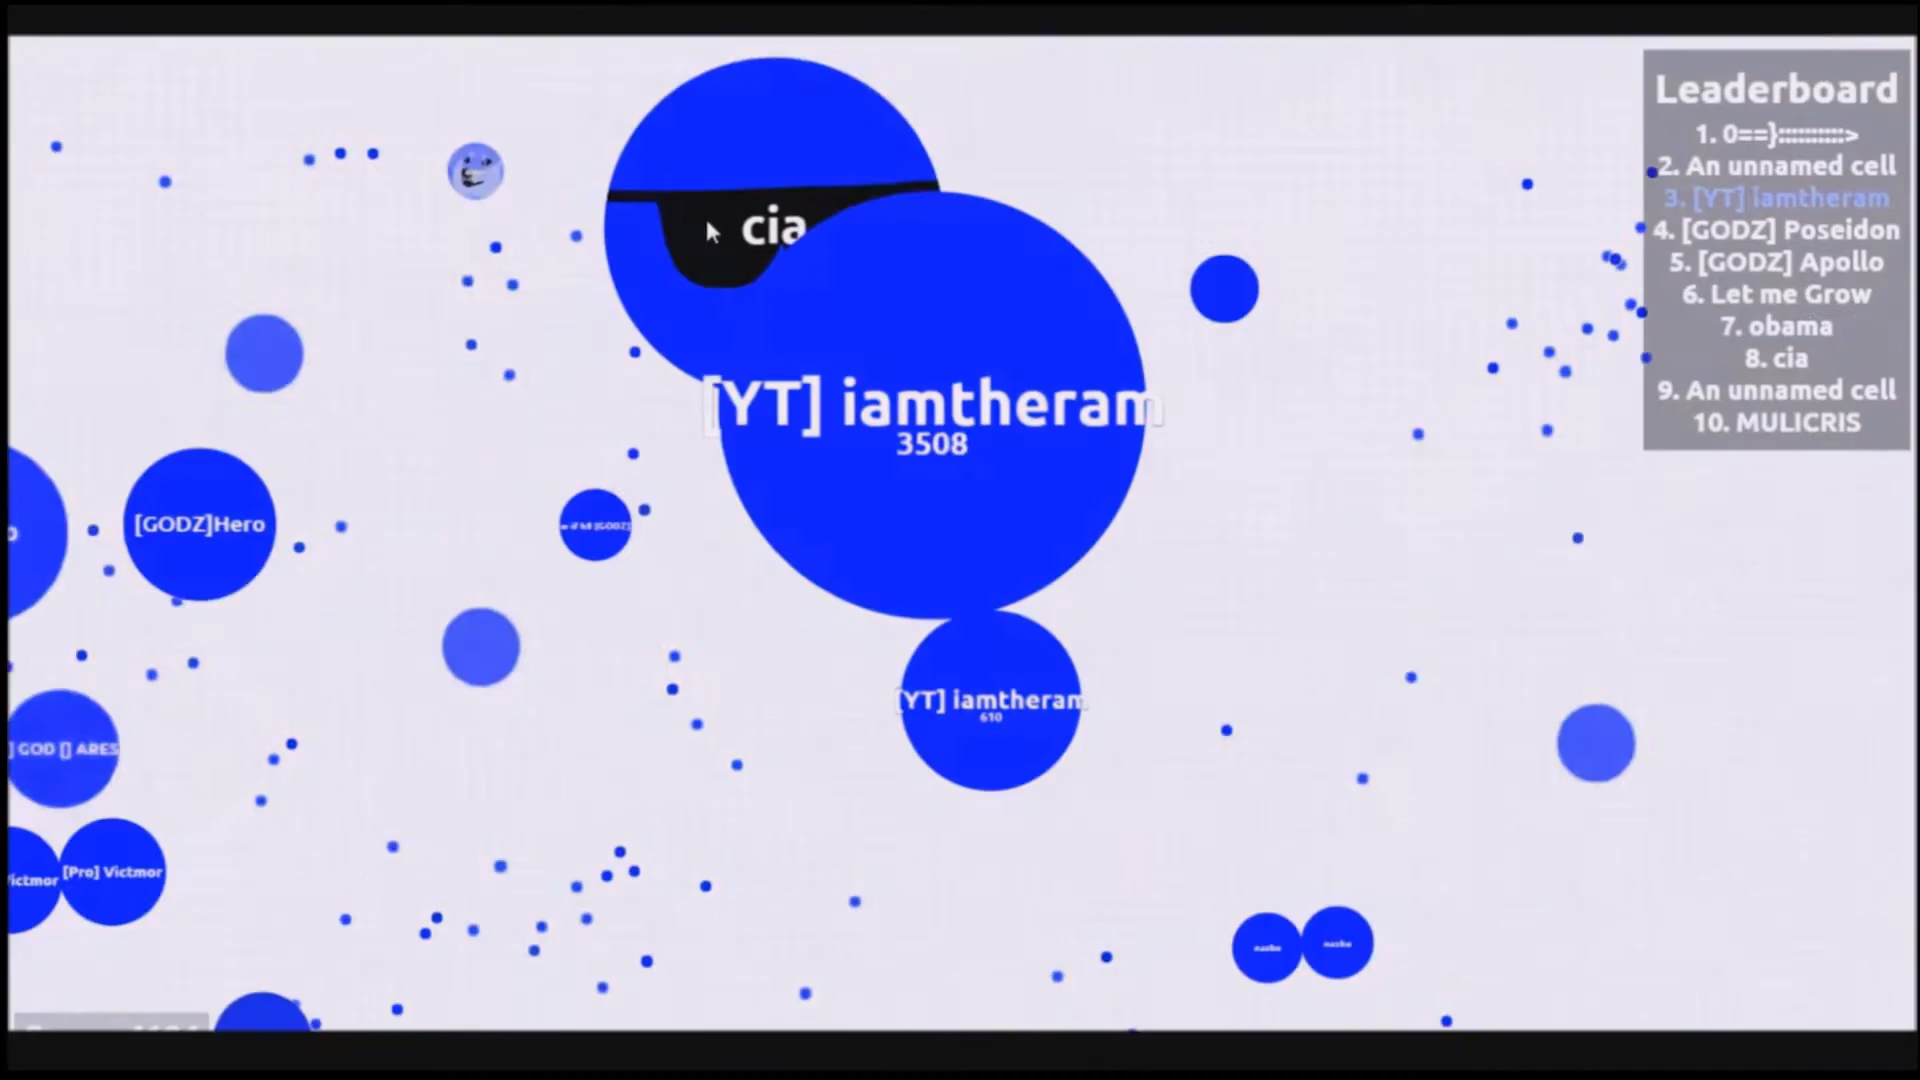 Leaderboard
1. 0==}::::::::::>
2. An unnamed cell
3. [YT] iamtheram
4. [GODZ] Poseidon
5. [GODZ] Apollo
6. Let me Grow
7. obama
8. cia
9. An unnamed cell
10. MULICRIS
cia
[YT] iamtheram
3508
[GODZ]Hero
[YT] iamtheram
610
] GOD [] ARES
[Pro] Victmor